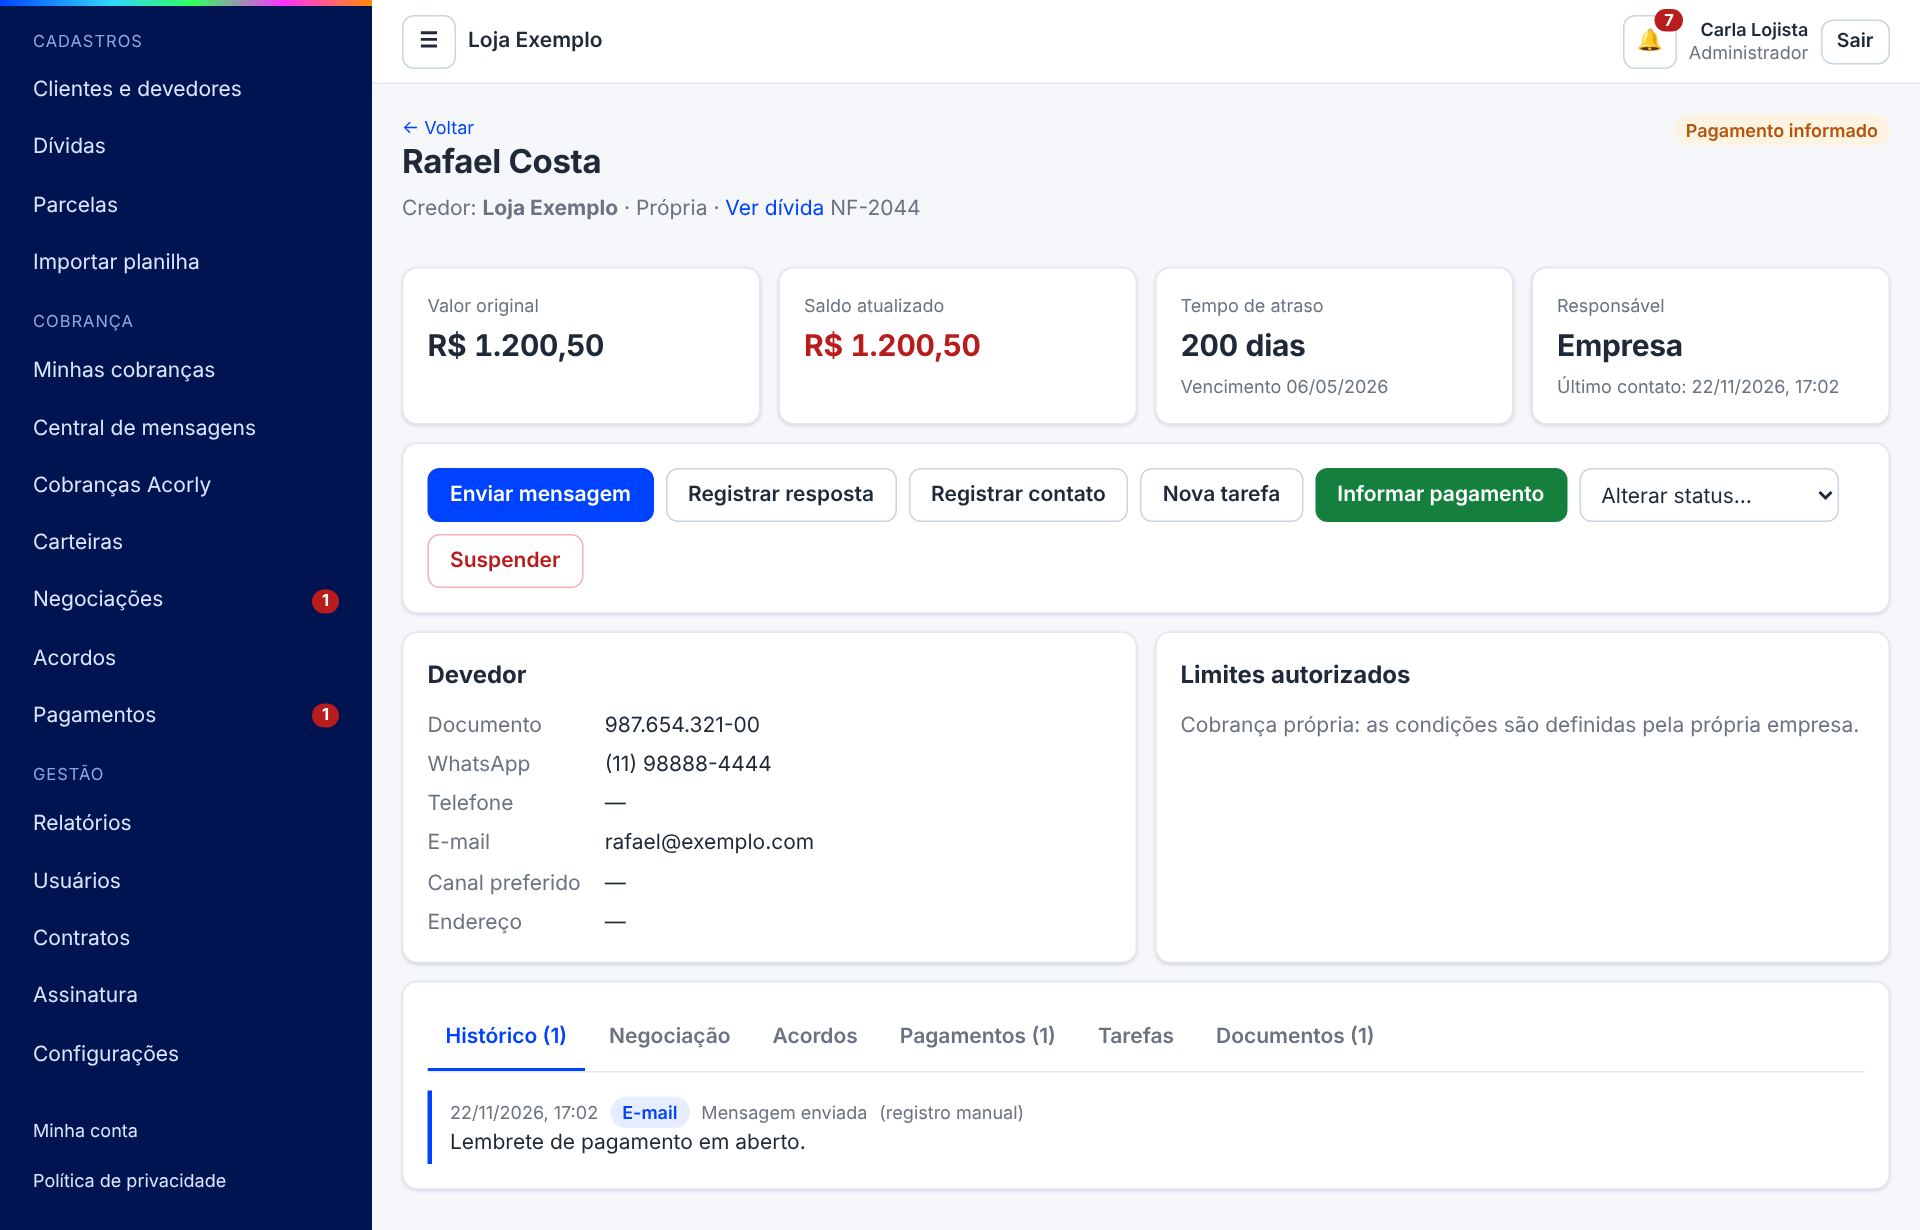 CADASTROS
Clientes e devedores
Dívidas
Parcelas
Importar planilha
COBRANÇA
Minhas cobranças
Central de mensagens
Cobranças Acorly
Carteiras
Negociações 1
Acordos
Pagamentos 1
GESTÃO
Relatórios
Usuários
Contratos
Assinatura
Configurações
Minha conta
Política de privacidade
☰ Loja Exemplo
7
Carla Lojista
Administrador
Sair
← Voltar
Pagamento informado
Rafael Costa
Credor: Loja Exemplo · Própria · Ver dívida NF-2044
Valor original
R$ 1.200,50
Saldo atualizado
R$ 1.200,50
Tempo de atraso
200 dias
Vencimento 06/05/2026
Responsável
Empresa
Último contato: 22/11/2026, 17:02
Enviar mensagem Registrar resposta Registrar contato Nova tarefa Informar pagamento Alterar status...
Suspender
Devedor
Documento 987.654.321-00
WhatsApp (11) 98888-4444
Telefone —
E-mail rafael@exemplo.com
Canal preferido —
Endereço —
Limites autorizados
Cobrança própria: as condições são definidas pela própria empresa.
Histórico (1) Negociação Acordos Pagamentos (1) Tarefas Documentos (1)
22/11/2026, 17:02 E-mail Mensagem enviada (registro manual)
Lembrete de pagamento em aberto.